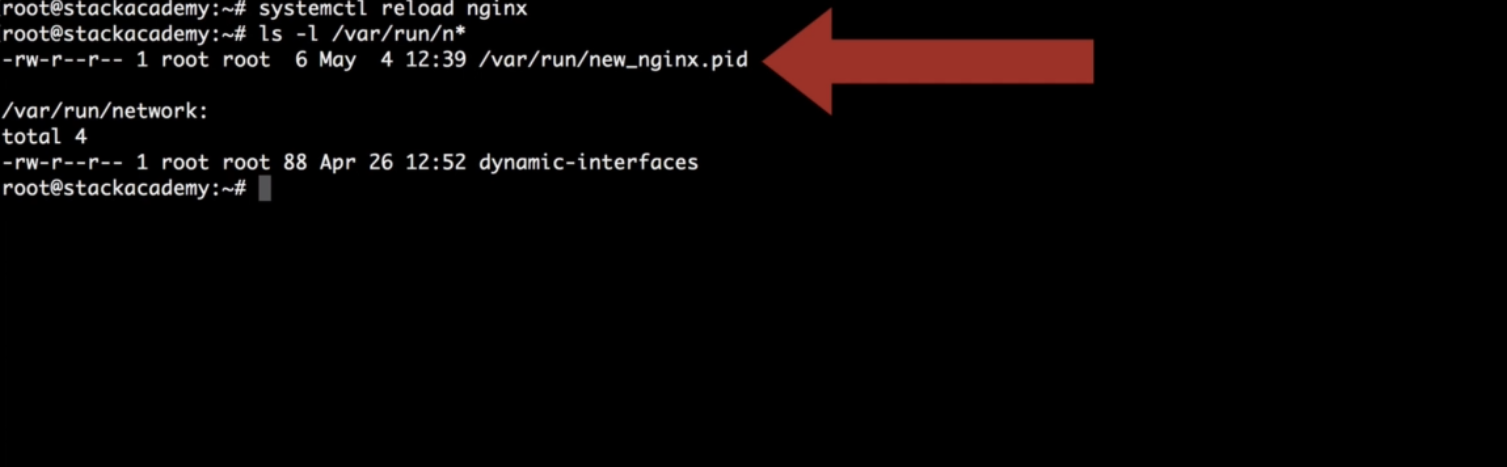 root@stackacademy:~# systemctl reload nginx
root@stackacademy:~# ls -l /var/run/n*
-rw-r--r-- 1 root root  6 May  4 12:39 /var/run/new_nginx.pid
/var/run/network:
total 4
-rw-r--r-- 1 root root 88 Apr 26 12:52 dynamic-interfaces
root@stackacademy:~#